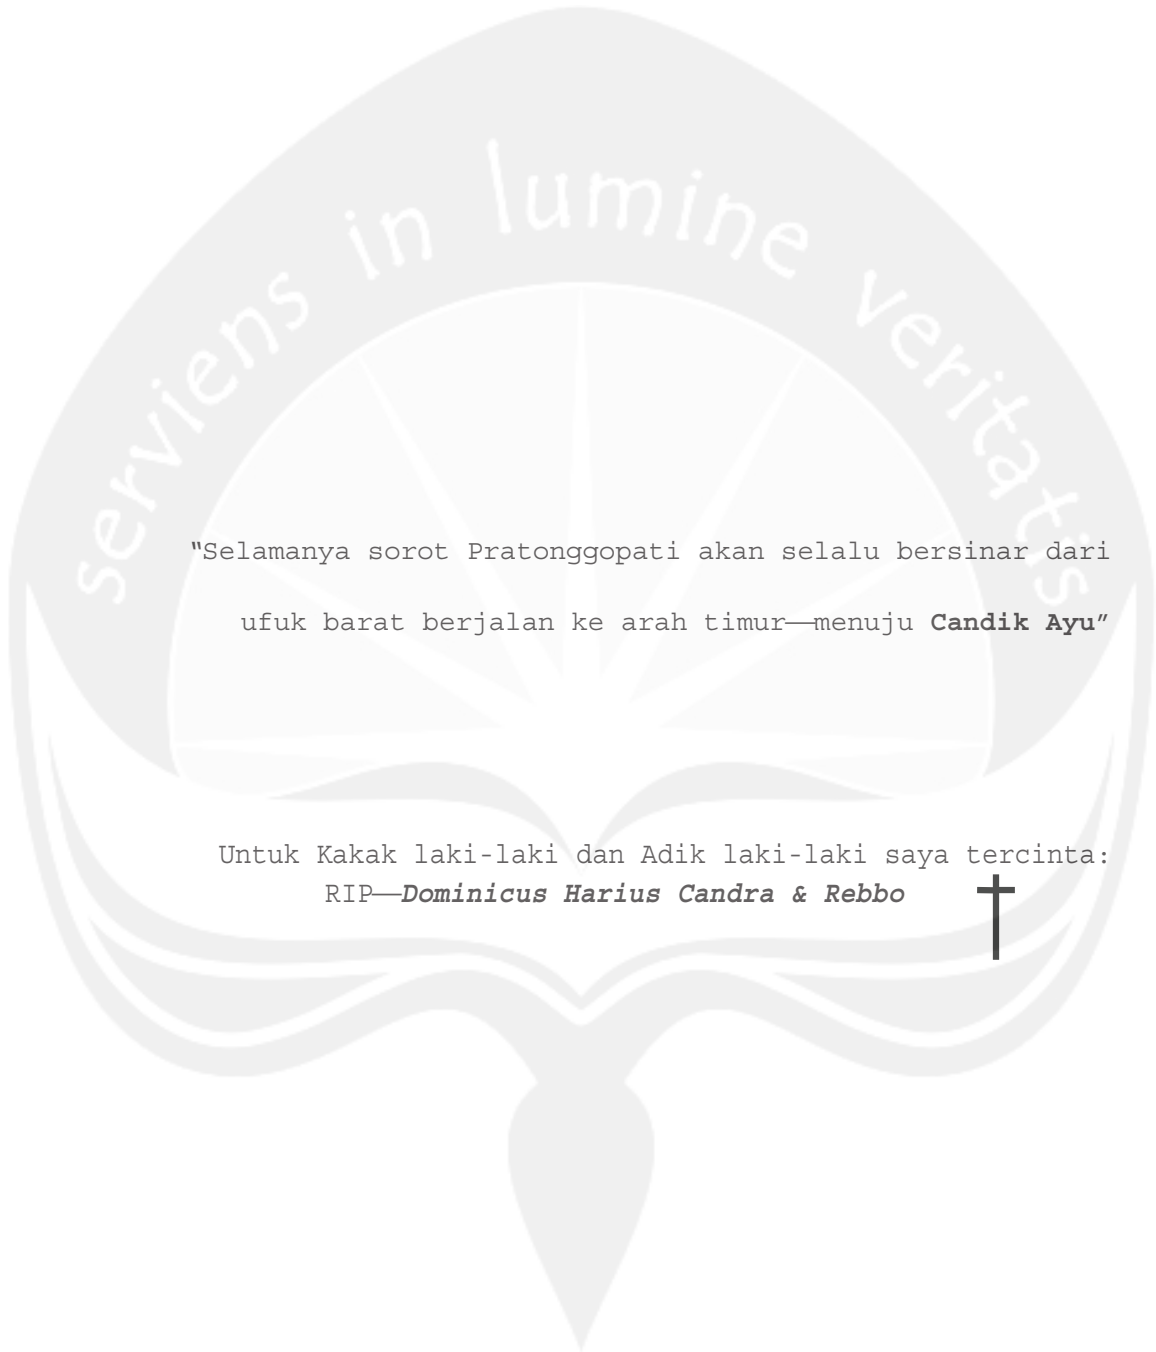 serviens in lumine veritatis
"Selamanya sorot Pratonggopati akan selalu bersinar dari
ufuk barat berjalan ke arah timur——menuju Candik Ayu"
Untuk Kakak laki-laki dan Adik laki-laki saya tercinta:
RIP——Dominicus Harius Candra & Rebbo